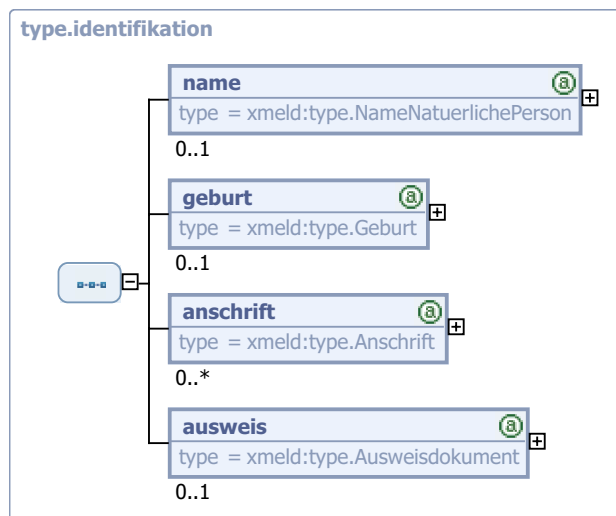 type.identifikation
name
type = xmeld:type.NameNatuerlichePerson
0..1
geburt
type = xmeld:type.Geburt
0..1
anschrift
type = xmeld:type.Anschrift
0..*
ausweis
type = xmeld:type.Ausweisdokument
0..1